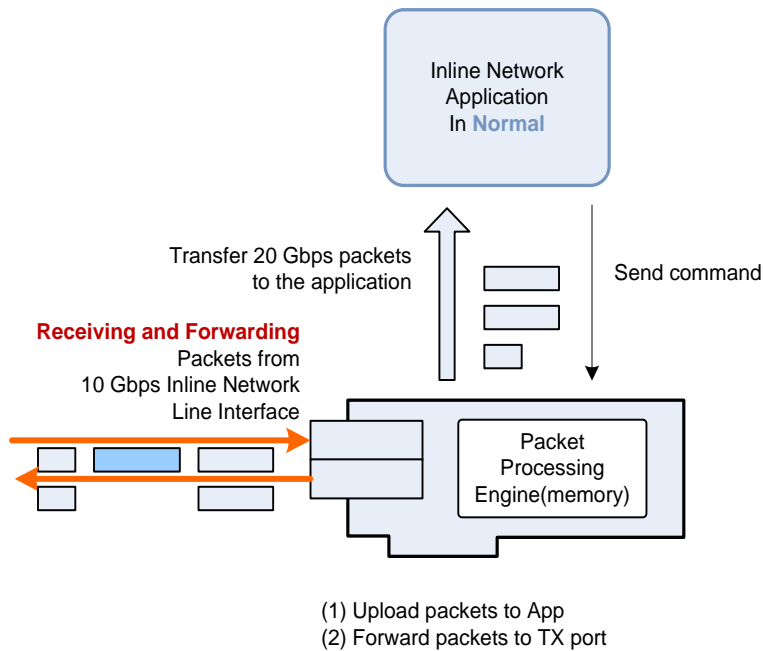 Inline Network
Application
In Normal
Transfer 20 Gbps packets
to the application
Send command
Receiving and Forwarding
Packets from
10 Gbps Inline Network
Line Interface
Packet
Processing
Engine(memory)
(1) Upload packets to App
(2) Forward packets to TX port